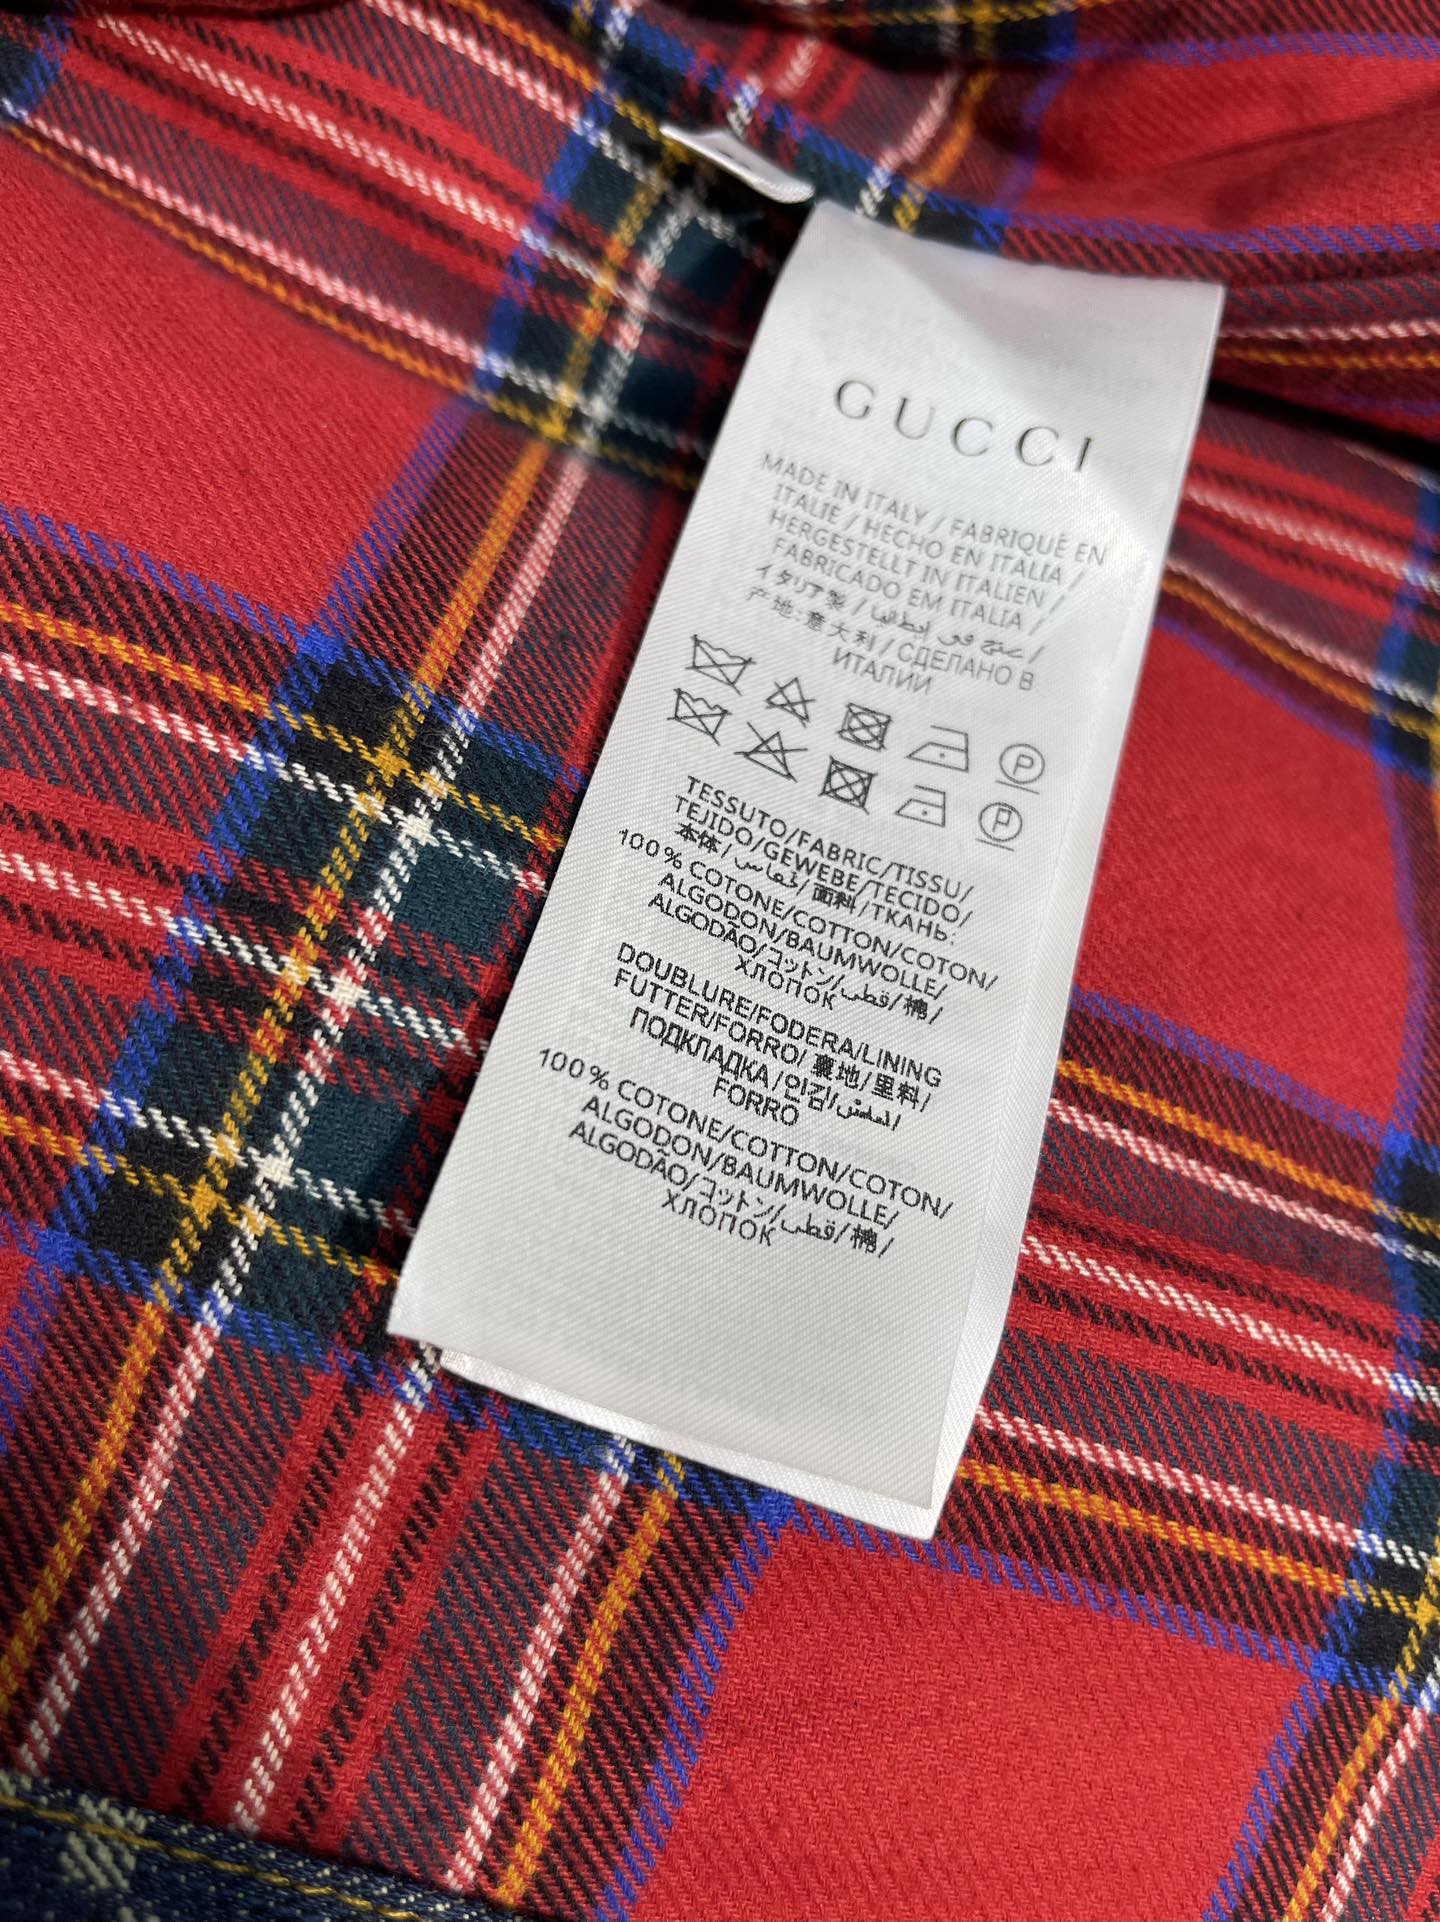 GUCCI
MADE IN ITALY / FABRIQUÉ EN
ITALIE / HECHO EN ITALIA /
HERGESTELLT IN ITALIEN /
FABRICADO EM ITALIA /
イタリア製 / صنع في إيطاليا /
产地:意大利 / СДЕЛАНО В
ИТАЛИИ
P
P
TESSUTO/FABRIC/TISSU/
TEJIDO/GEWEBE/TECIDO/
本体/قماش/面料/ТКАНЬ:
100% COTONE/COTTON/COTON/
ALGODON/BAUMWOLLE/
ALGODÃO/コットン/قطن/棉/
ХЛОПОК
DOUBLURE/FODERA/LINING
FUTTER/FORRO/裏地/里料/
ПОДКЛАДКА/안감/
FORRO
100% COTONE/COTTON/COTON/
ALGODON/BAUMWOLLE/
ALGODÃO/コットン/قطن/棉/
ХЛОПОК